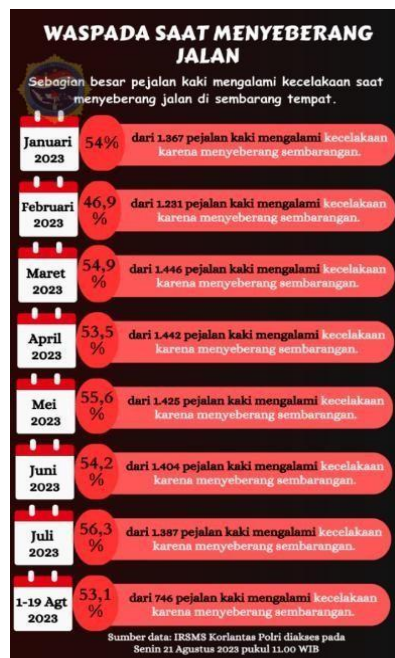 WASPADA SAAT MENYEBERANG
JALAN
Sebagian besar pejalan kaki mengalami kecelakaan saat
menyeberang jalan di sembarang tempat.
Januari
2023
54%
dari 1.367 pejalan kaki mengalami kecelakaan
karena menyeberang sembarangan.
Februari
2023
46,9
%
dari 1.231 pejalan kaki mengalami kecelakaan
karena menyeberang sembarangan.
Maret
2023
54,9
%
dari 1.446 pejalan kaki mengalami kecelakaan
karena menyeberang sembarangan.
April
2023
53,5
%
dari 1.442 pejalan kaki mengalami kecelakaan
karena menyeberang sembarangan.
Mei
2023
55,6
%
dari 1.425 pejalan kaki mengalami kecelakaan
karena menyeberang sembarangan.
Juni
2023
54,2
%
dari 1.404 pejalan kaki mengalami kecelakaan
karena menyeberang sembarangan.
Juli
2023
56,3
%
dari 1.387 pejalan kaki mengalami kecelakaan
karena menyeberang sembarangan.
1-19 Agt
2023
53,1
%
dari 746 pejalan kaki mengalami kecelakaan
karena menyeberang sembarangan.
Sumber data: IRSMS Korlantas Polri diakses pada
Senin 21 Agustus 2023 pukul 11.00 WIB